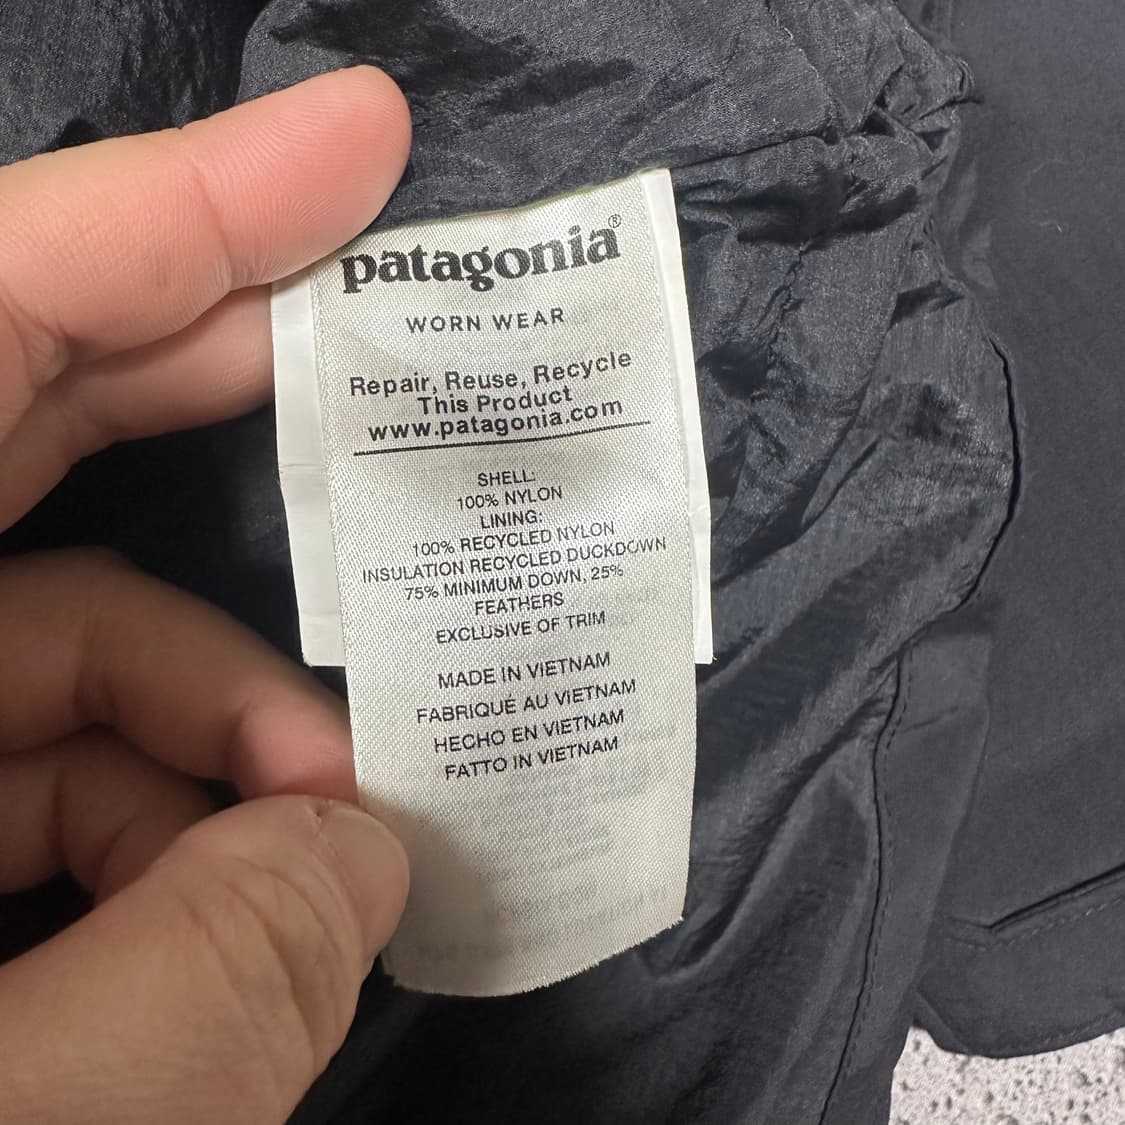 patagonia®
WORN WEAR
Repair, Reuse, Recycle
This Product
www.patagonia.com
SHELL:
100% NYLON
LINING:
100% RECYCLED NYLON
INSULATION RECYCLED DUCKDOWN
75% MINIMUM DOWN, 25%
FEATHERS
EXCLUSIVE OF TRIM
MADE IN VIETNAM
FABRIQUÉ AU VIETNAM
HECHO EN VIETNAM
FATTO IN VIETNAM